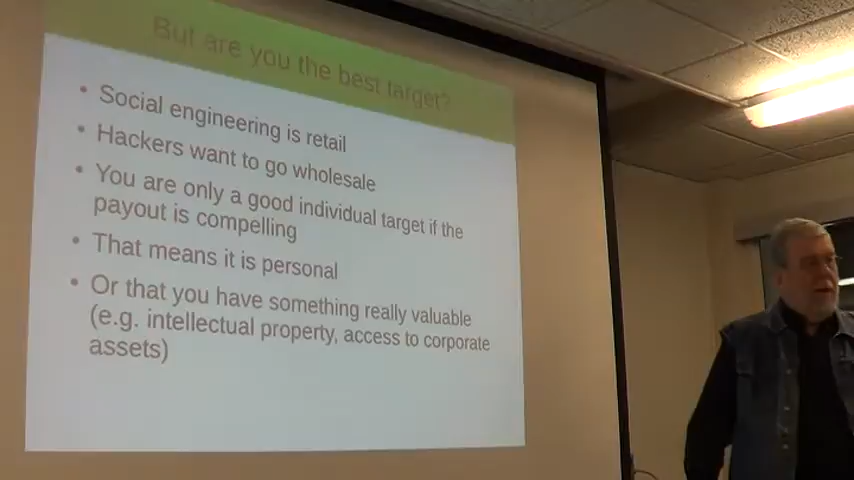 But are you the best target?
• Social engineering is retail
• Hackers want to go wholesale
• You are only a good individual target if the
payout is compelling
• That means it is personal
• Or that you have something really valuable
(e.g. intellectual property, access to corporate
assets)